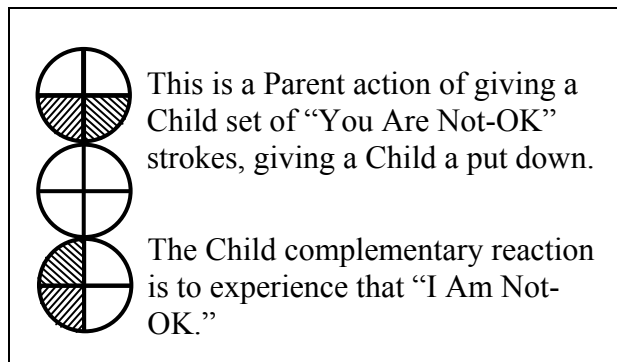 This is a Parent action of giving a
Child set of “You Are Not-OK”
strokes, giving a Child a put down.
The Child complementary reaction
is to experience that “I Am Not-
OK.”